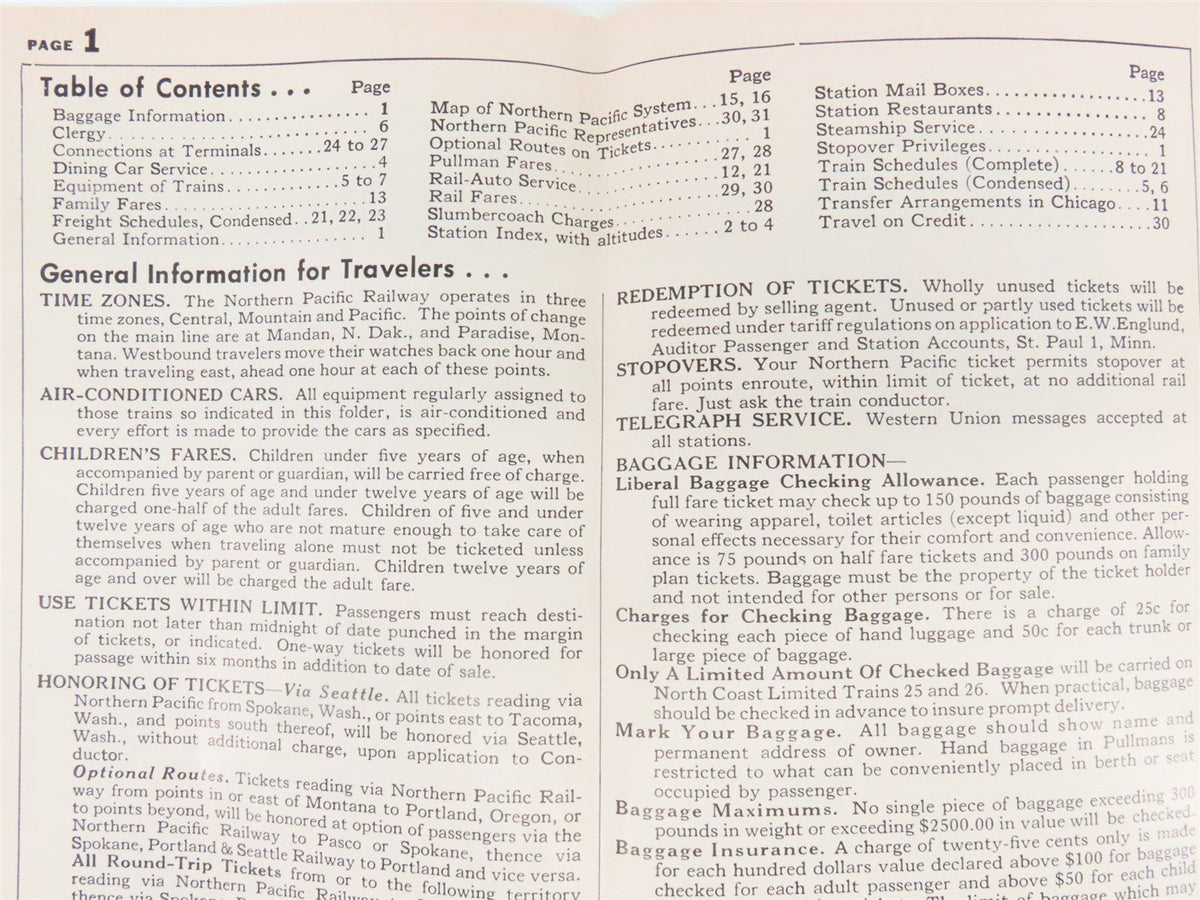 PAGE 1
Table of Contents . . . Page
Baggage Information................ 1
Clergy............................. 6
Connections at Terminals.......24 to 27
Dining Car Service..................4
Equipment of Trains............5 to 7
Family Fares.......................13
Freight Schedules, Condensed..21, 22, 23
General Information................ 1
Page
Map of Northern Pacific System...15, 16
Northern Pacific Representatives...30, 31
Optional Routes on Tickets.......... 1
Pullman Fares...................27, 28
Rail-Auto Service...............12, 21
Rail Fares......................29, 30
Slumbercoach Charges...............28
Station Index, with altitudes......2 to 4
Page
Station Mail Boxes.................13
Station Restaurants................ 8
Steamship Service..................24
Stopover Privileges................ 1
Train Schedules (Complete)......8 to 21
Train Schedules (Condensed)........5, 6
Transfer Arrangements in Chicago....11
Travel on Credit...................30
General Information for Travelers . . .
TIME ZONES. The Northern Pacific Railway operates in three
time zones, Central, Mountain and Pacific. The points of change
on the main line are at Mandan, N. Dak., and Paradise, Mon-
tana. Westbound travelers move their watches back one hour and
when traveling east, ahead one hour at each of these points.
AIR-CONDITIONED CARS. All equipment regularly assigned to
those trains so indicated in this folder, is air-conditioned and
every effort is made to provide the cars as specified.
CHILDREN'S FARES. Children under five years of age, when
accompanied by parent or guardian, will be carried free of charge.
Children five years of age and under twelve years of age will be
charged one-half of the adult fares. Children of five and under
twelve years of age who are not mature enough to take care of
themselves when traveling alone must not be ticketed unless
accompanied by parent or guardian. Children twelve years of
age and over will be charged the adult fare.
USE TICKETS WITHIN LIMIT. Passengers must reach desti-
nation not later than midnight of date punched in the margin
of tickets, or indicated. One-way tickets will be honored for
passage within six months in addition to date of sale.
HONORING OF TICKETS—Via Seattle. All tickets reading via
Northern Pacific from Spokane, Wash., or points east to Tacoma,
Wash., and points south thereof, will be honored via Seattle,
Wash., without additional charge, upon application to Con-
ductor.
Optional Routes. Tickets reading via Northern Pacific Rail-
way from points in or east of Montana to Portland, Oregon, or
to points beyond, will be honored at option of passengers via the
Northern Pacific Railway to Pasco or Spokane, thence via
Spokane, Portland & Seattle Railway to Portland and vice versa.
All Round-Trip Tickets from or to the following territory
reading via Northern Pacific Railway
thence via Spokane,
REDEMPTION OF TICKETS. Wholly unused tickets will be
redeemed by selling agent. Unused or partly used tickets will be
redeemed under tariff regulations on application to E.W.Englund,
Auditor Passenger and Station Accounts, St. Paul 1, Minn.
STOPOVERS. Your Northern Pacific ticket permits stopover at
all points enroute, within limit of ticket, at no additional rail
fare. Just ask the train conductor.
TELEGRAPH SERVICE. Western Union messages accepted at
all stations.
BAGGAGE INFORMATION—
Liberal Baggage Checking Allowance. Each passenger holding
full fare ticket may check up to 150 pounds of baggage consisting
of wearing apparel, toilet articles (except liquid) and other per-
sonal effects necessary for their comfort and convenience. Allow-
ance is 75 pounds on half fare tickets and 300 pounds on family
plan tickets. Baggage must be the property of the ticket holder
and not intended for other persons or for sale.
Charges for Checking Baggage. There is a charge of 25c for
checking each piece of hand luggage and 50c for each trunk or
large piece of baggage.
Only A Limited Amount Of Checked Baggage will be carried on
North Coast Limited Trains 25 and 26. When practical, baggage
should be checked in advance to insure prompt delivery.
Mark Your Baggage. All baggage should show name and
permanent address of owner. Hand baggage in Pullmans is
restricted to what can be conveniently placed in berth or seat
occupied by passenger.
Baggage Maximums. No single piece of baggage exceeding 300
pounds in weight or exceeding $2500.00 in value will be checked.
Baggage Insurance. A charge of twenty-five cents only is made
for each hundred dollars value declared above $100 for baggage
checked for each adult passenger and above $50 for each child
The limit of baggage which may